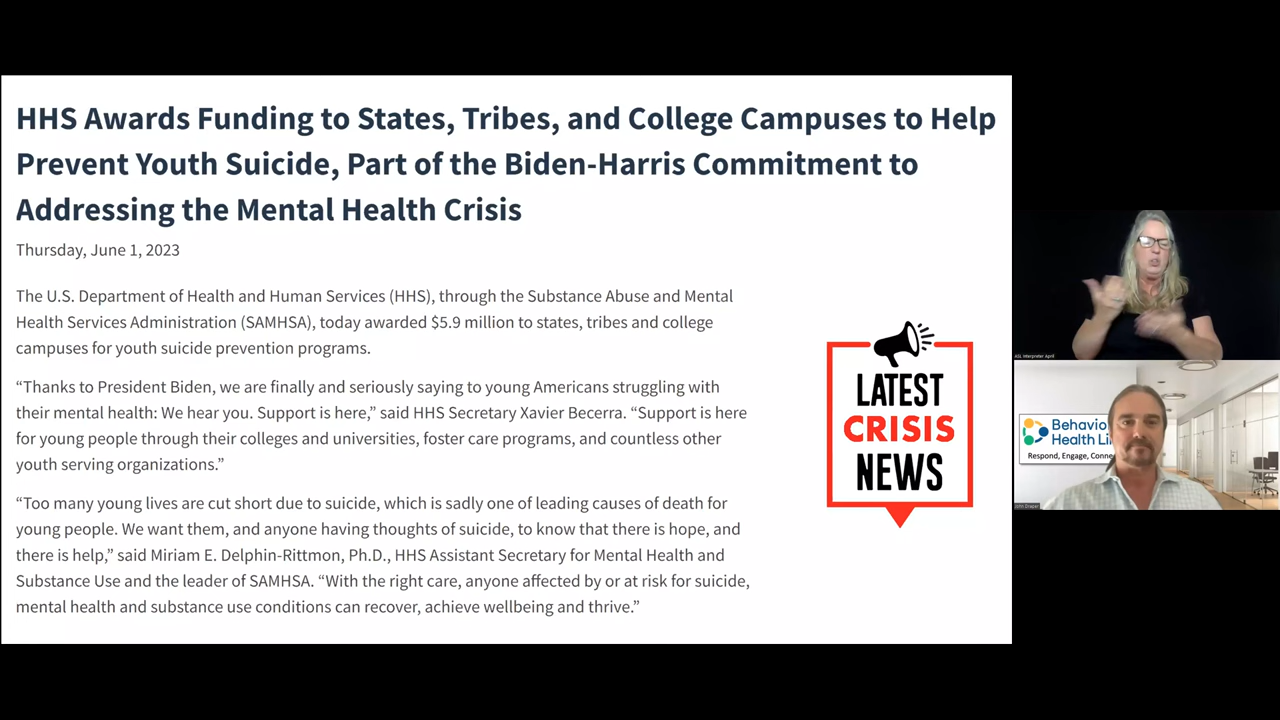 HHS Awards Funding to States, Tribes, and College Campuses to Help
Prevent Youth Suicide, Part of the Biden-Harris Commitment to
Addressing the Mental Health Crisis
Thursday, June 1, 2023
The U.S. Department of Health and Human Services (HHS), through the Substance Abuse and Mental
Health Services Administration (SAMHSA), today awarded $5.9 million to states, tribes and college
campuses for youth suicide prevention programs.
“Thanks to President Biden, we are finally and seriously saying to young Americans struggling with
their mental health: We hear you. Support is here,” said HHS Secretary Xavier Becerra. “Support is here
for young people through their colleges and universities, foster care programs, and countless other
youth serving organizations.”
“Too many young lives are cut short due to suicide, which is sadly one of leading causes of death for
young people. We want them, and anyone having thoughts of suicide, to know that there is hope, and
there is help,” said Miriam E. Delphin-Rittmon, Ph.D., HHS Assistant Secretary for Mental Health and
Substance Use and the leader of SAMHSA. “With the right care, anyone affected by or at risk for suicide,
mental health and substance use conditions can recover, achieve wellbeing and thrive.”
LATEST
CRISIS
NEWS
ASL Interpreter April
Behavio
Health Li
Respond, Engage, Conne
John Draper